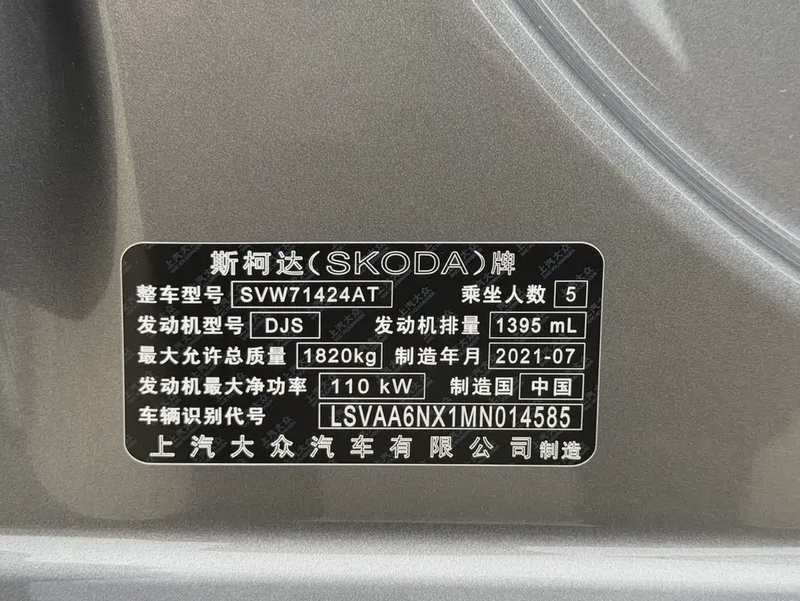 斯柯达(SKODA)牌
整车型号 SVW71424AT 乘坐人数 5
发动机型号 DJS 发动机排量 1395 mL
最大允许总质量 1820kg 制造年月 2021-07
发动机最大净功率 110 kW 制造国 中国
车辆识别代号 LSVAA6NX1MN014585
上汽大众汽车有限公司制造